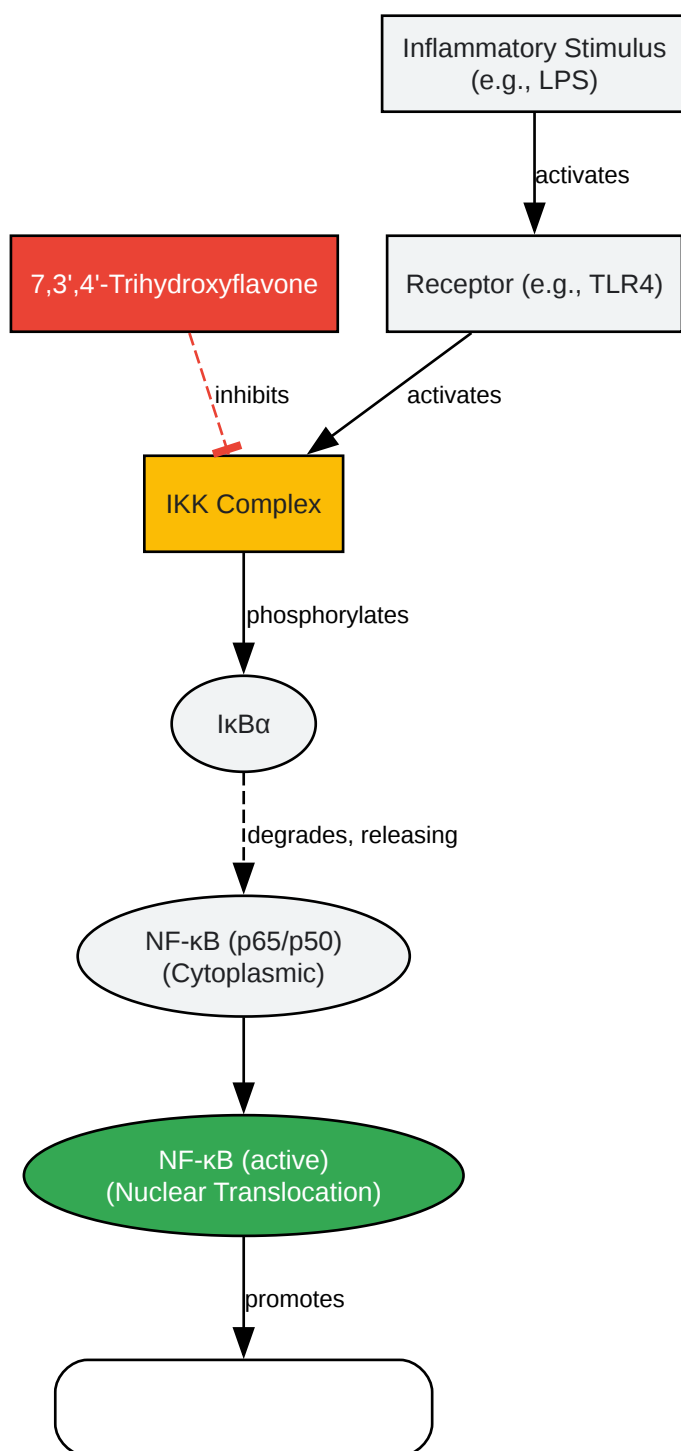 Inflammatory Stimulus
(e.g., LPS)
activates
7,3',4'-Trihydroxyflavone
Receptor (e.g., TLR4)
inhibits
activates
IKK Complex
phosphorylates
IκBα
degrades, releasing
NF-κB (p65/p50)
(Cytoplasmic)
NF-κB (active)
(Nuclear Translocation)
promotes